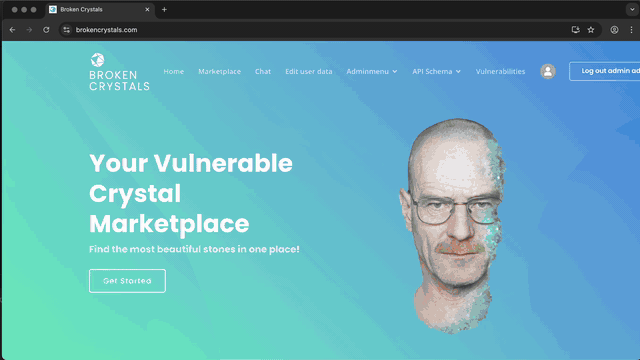 Broken Crystals
brokencrystals.com
BROKEN
CRYSTALS
Home Marketplace Chat Edit user data Adminmenu API Schema Vulnerabilities
Log out admin ad
Your Vulnerable
Crystal
Marketplace
Find the most beautiful stones in one place!
Get Started